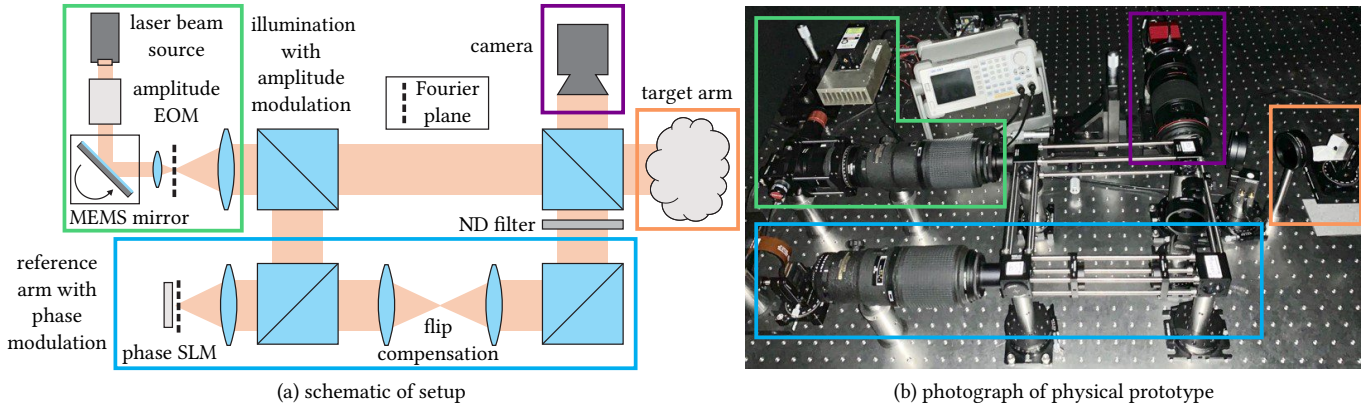 laser beam
source
amplitude
EOM
MEMS mirror
illumination
with
amplitude
modulation
Fourier
plane
camera
target arm
ND filter
reference
arm with
phase
modulation
phase SLM
flip
compensation
(a) schematic of setup
(b) photograph of physical prototype